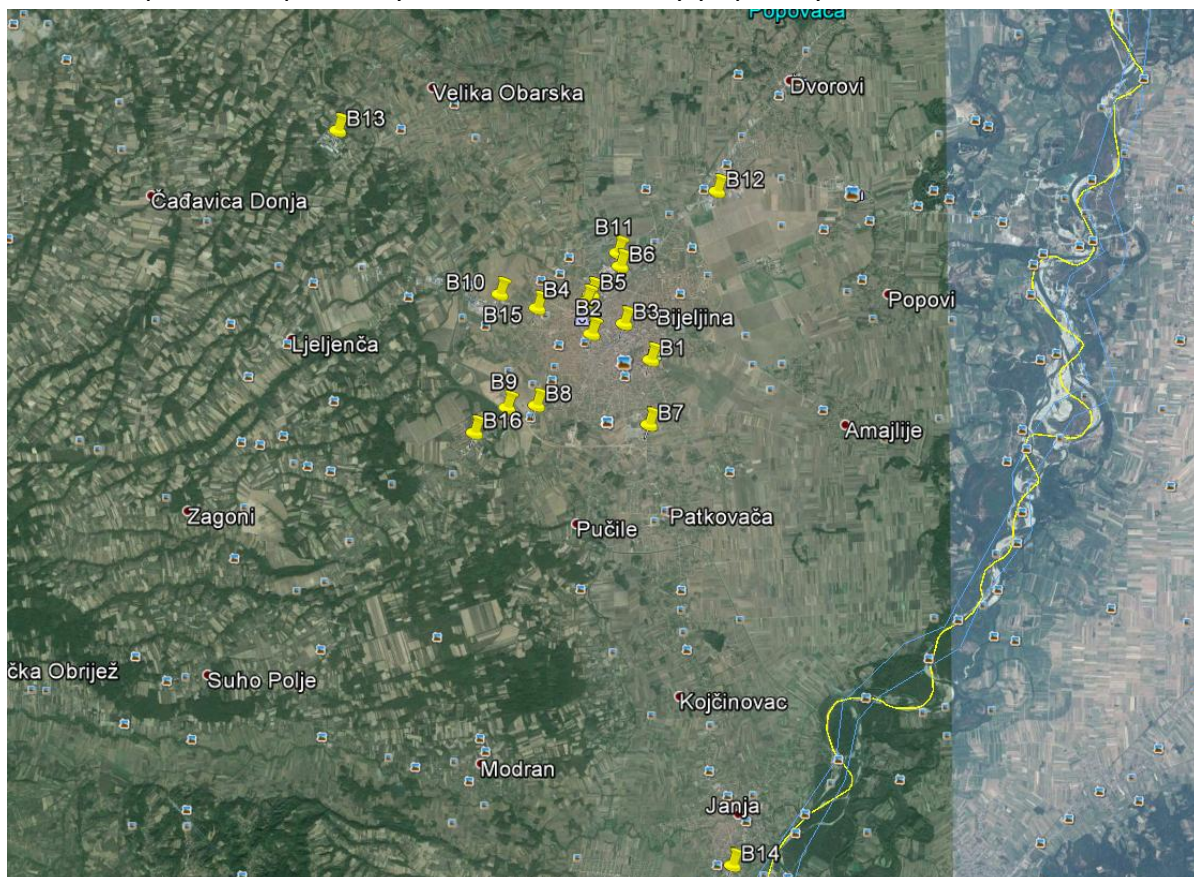 Popovača
Dvorovi
Velika Obarska
B13
B12
Čađavica Donja
B11
B6
B10
B5
B4
Popovi
B15
B2
B3
Bijeljina
Ljeljenča
B1
B9
B8
B16
B7
Amajlije
Zagoni
Patkovača
Pučile
čka Obrijež
Suho Polje
Kojčinovac
Modran
Janja
B14